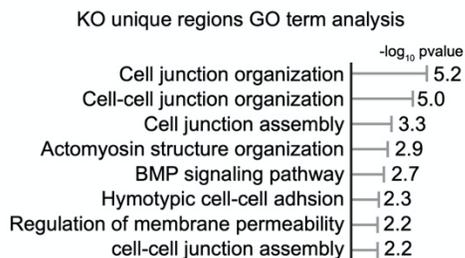 KO unique regions GO term analysis
-log10 pvalue
Cell junction organization 5.2
Cell-cell junction organization 5.0
Cell junction assembly 3.3
Actomyosin structure organization 2.9
BMP signaling pathway 2.7
Hymotypic cell-cell adhsion 2.3
Regulation of membrane permeability 2.2
cell-cell junction assembly 2.2